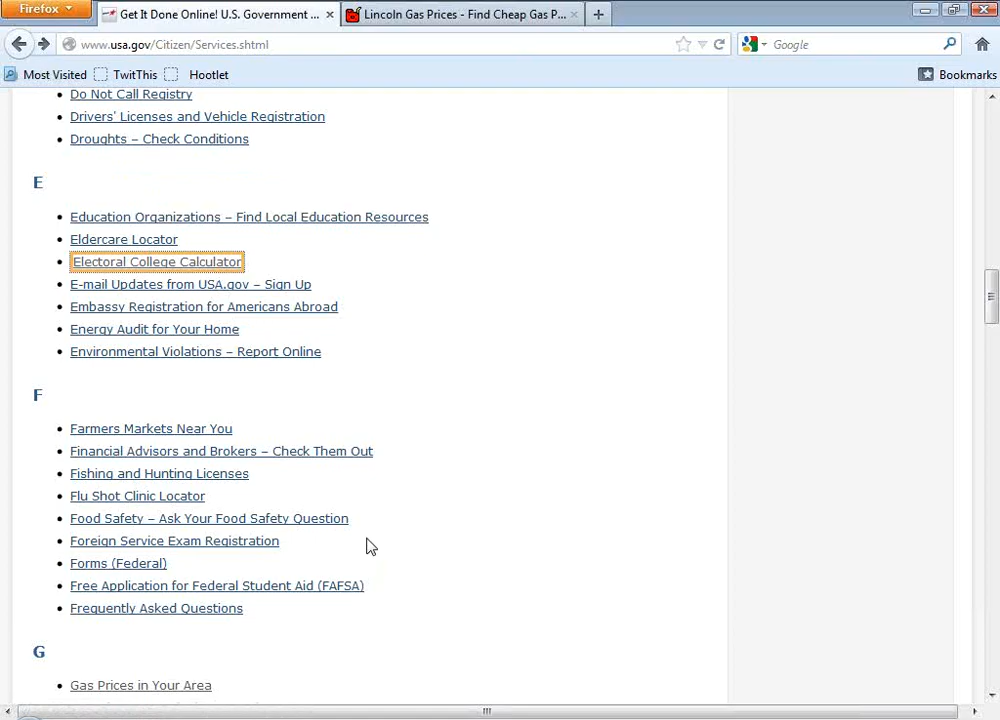 Firefox
Get It Done Online! U.S. Government ...
Lincoln Gas Prices - Find Cheap Gas P...
www.usa.gov/Citizen/Services.shtml
Google
Most Visited
TwitThis
Hootlet
Bookmarks
Do Not Call Registry
Drivers' Licenses and Vehicle Registration
Droughts – Check Conditions
E
Education Organizations – Find Local Education Resources
Eldercare Locator
Electoral College Calculator
E-mail Updates from USA.gov – Sign Up
Embassy Registration for Americans Abroad
Energy Audit for Your Home
Environmental Violations – Report Online
F
Farmers Markets Near You
Financial Advisors and Brokers – Check Them Out
Fishing and Hunting Licenses
Flu Shot Clinic Locator
Food Safety – Ask Your Food Safety Question
Foreign Service Exam Registration
Forms (Federal)
Free Application for Federal Student Aid (FAFSA)
Frequently Asked Questions
G
Gas Prices in Your Area